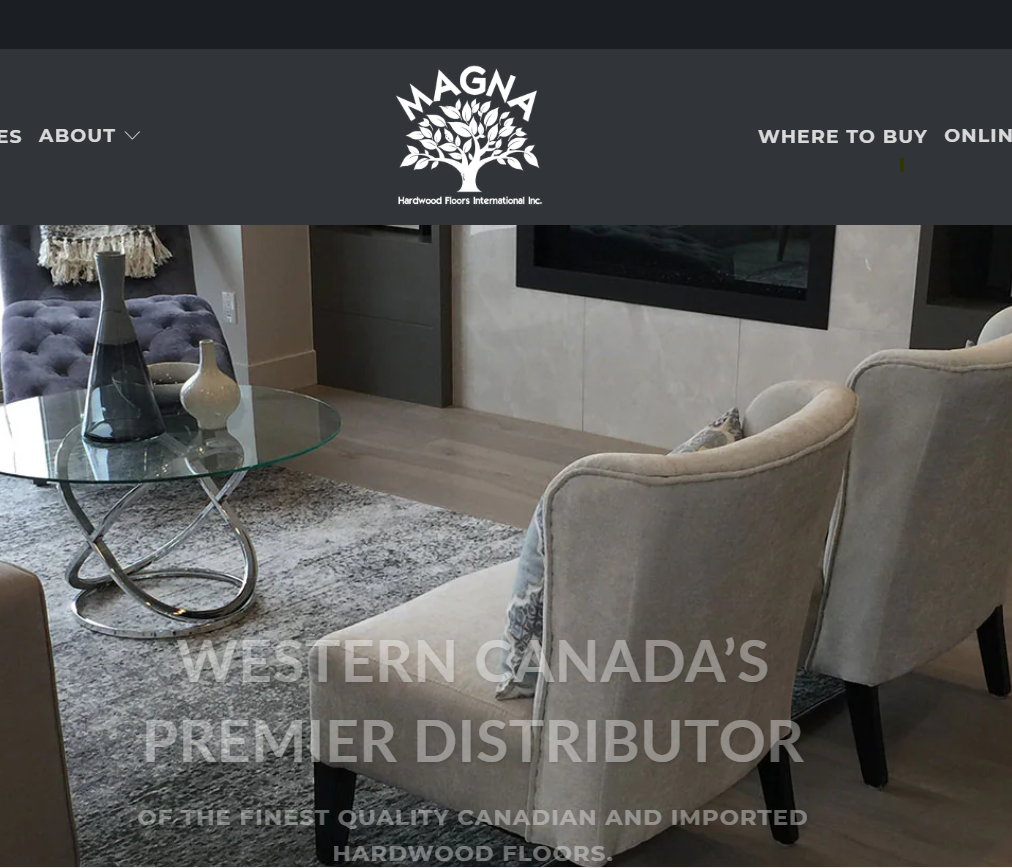 ES ABOUT
MAGNA
Hardwood Floors International Inc.
WHERE TO BUY ONLIN
WESTERN CANADA’S
PREMIER DISTRIBUTOR
OF THE FINEST QUALITY CANADIAN AND IMPORTED
HARDWOOD FLOORS.